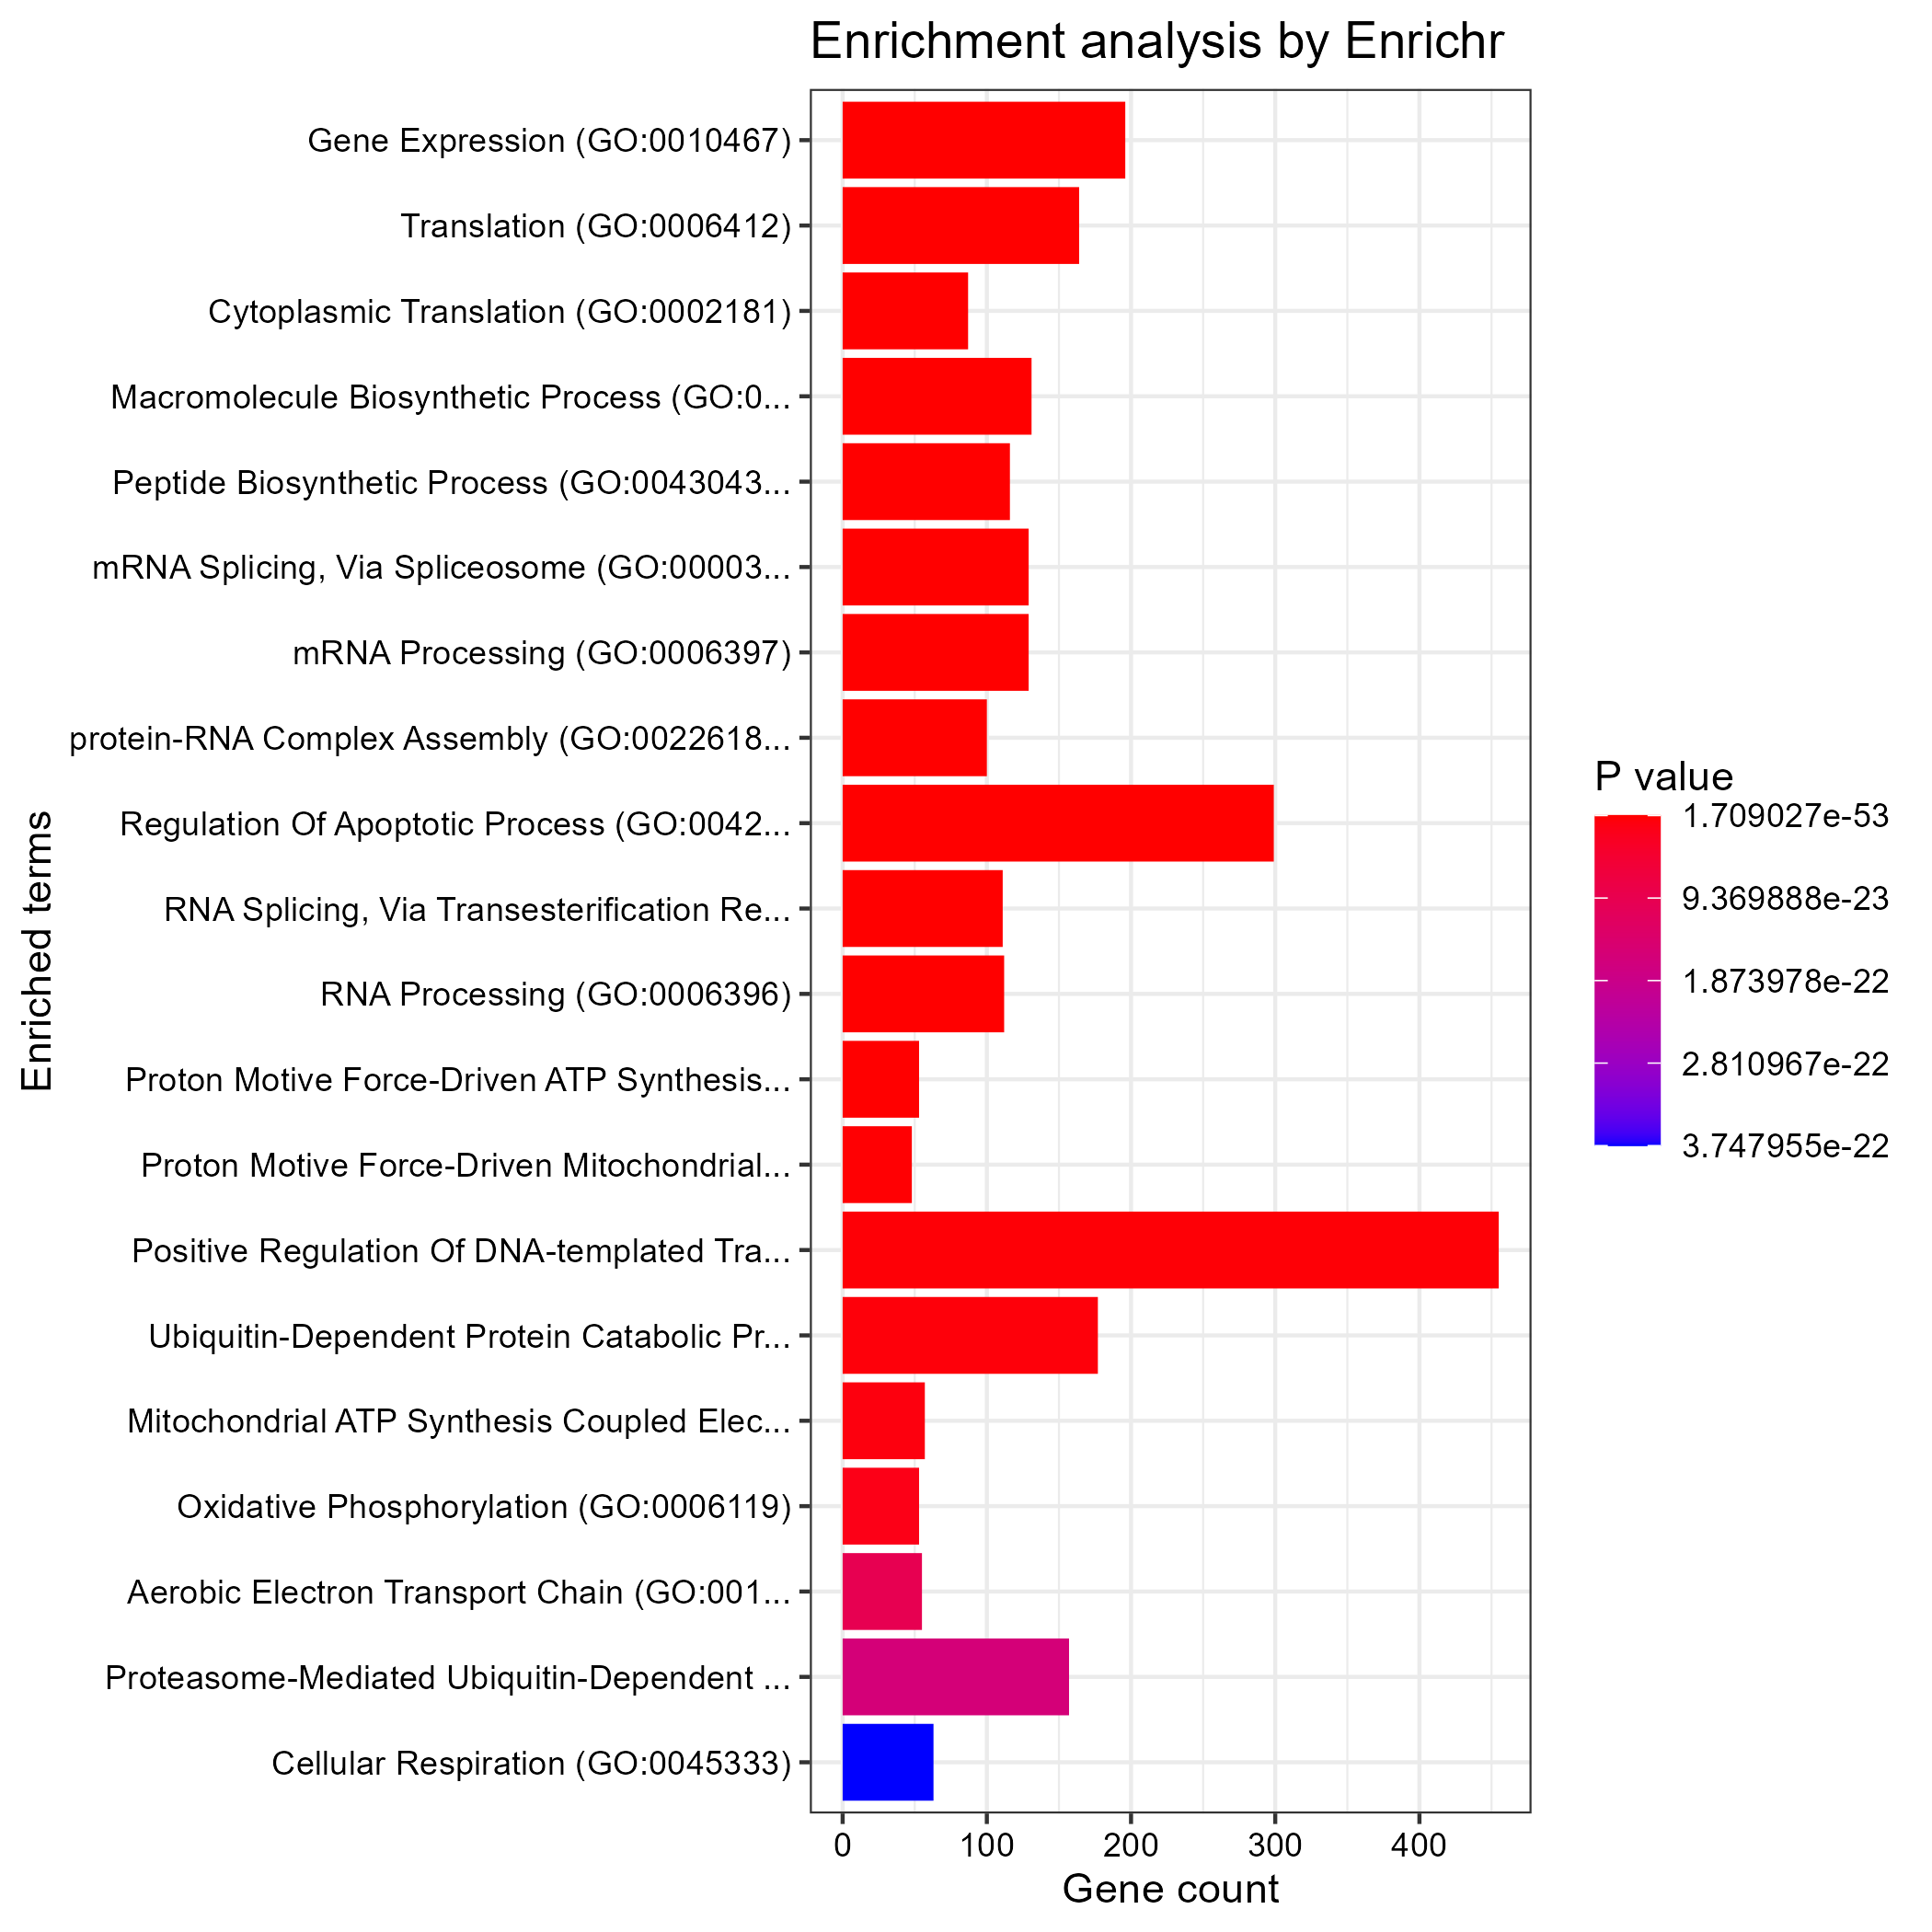 Enrichment analysis by Enrichr
Gene Expression (GO:0010467)
Translation (GO:0006412)
Cytoplasmic Translation (GO:0002181)
Macromolecule Biosynthetic Process (GO:0...
Peptide Biosynthetic Process (GO:0043043...
mRNA Splicing, Via Spliceosome (GO:00003...
mRNA Processing (GO:0006397)
protein-RNA Complex Assembly (GO:0022618...
Regulation Of Apoptotic Process (GO:0042...
RNA Splicing, Via Transesterification Re...
RNA Processing (GO:0006396)
Proton Motive Force-Driven ATP Synthesis...
Proton Motive Force-Driven Mitochondrial...
Positive Regulation Of DNA-templated Tra...
Ubiquitin-Dependent Protein Catabolic Pr...
Mitochondrial ATP Synthesis Coupled Elec...
Oxidative Phosphorylation (GO:0006119)
Aerobic Electron Transport Chain (GO:001...
Proteasome-Mediated Ubiquitin-Dependent ...
Cellular Respiration (GO:0045333)
Enriched terms
0 100 200 300 400
Gene count
P value
1.709027e-53
9.369888e-23
1.873978e-22
2.810967e-22
3.747955e-22